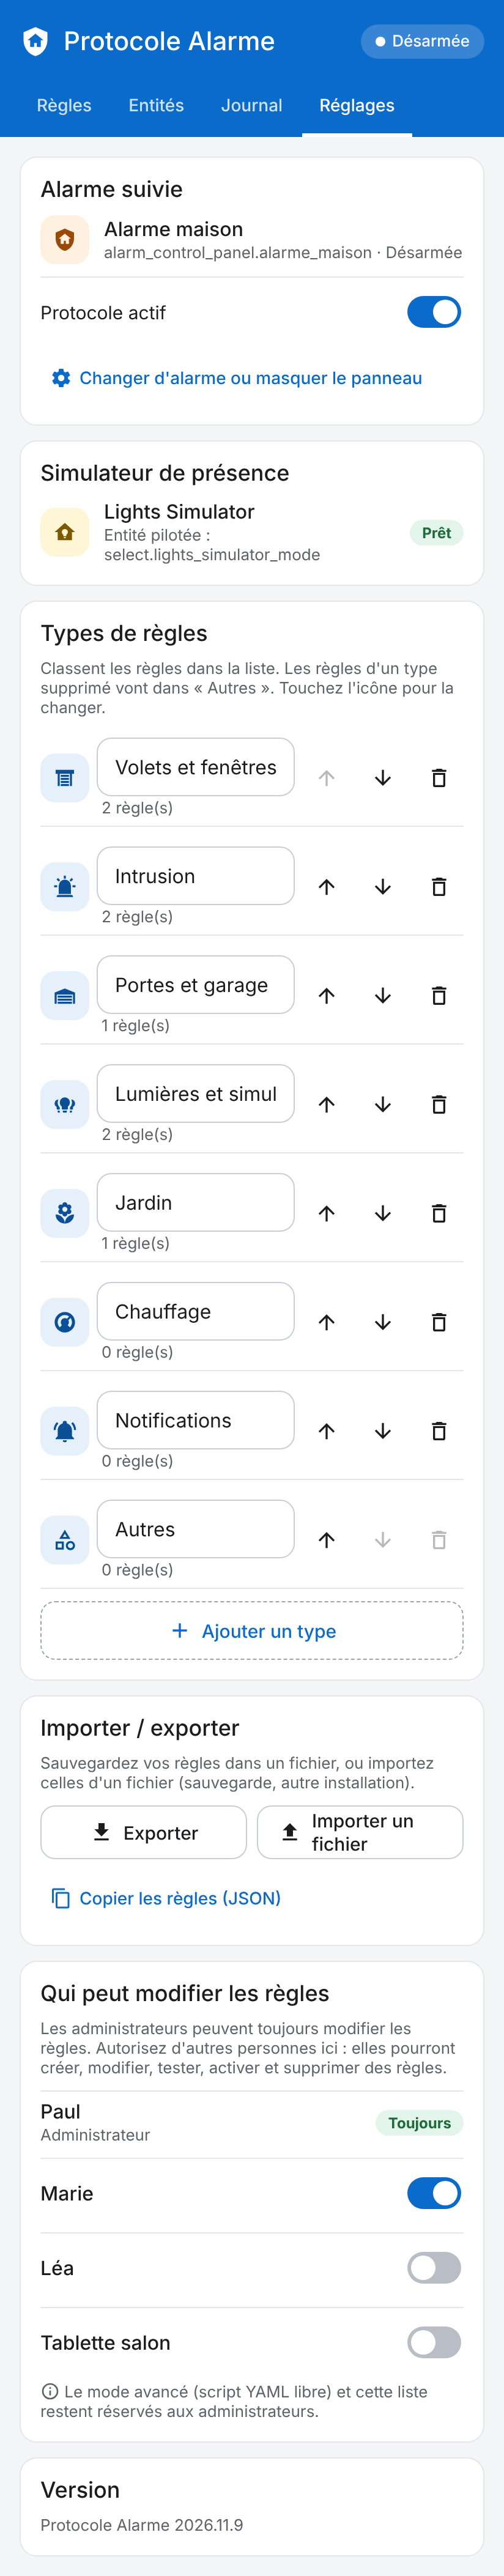 Protocole Alarme
Désarmée
Règles
Entités
Journal
Réglages
Alarme suivie
Alarme maison
alarm_control_panel.alarme_maison · Désarmée
Protocole actif
Changer d'alarme ou masquer le panneau
Simulateur de présence
Lights Simulator
Entité pilotée :
select.lights_simulator_mode
Prêt
Types de règles
Classent les règles dans la liste. Les règles d'un type
supprimé vont dans « Autres ». Touchez l'icône pour la
changer.
Volets et fenêtres
2 règle(s)
Intrusion
2 règle(s)
Portes et garage
1 règle(s)
Lumières et simul
2 règle(s)
Jardin
1 règle(s)
Chauffage
0 règle(s)
Notifications
0 règle(s)
Autres
0 règle(s)
Ajouter un type
Importer / exporter
Sauvegardez vos règles dans un fichier, ou importez
celles d'un fichier (sauvegarde, autre installation).
Exporter
Importer un
fichier
Copier les règles (JSON)
Qui peut modifier les règles
Les administrateurs peuvent toujours modifier les
règles. Autorisez d'autres personnes ici : elles pourront
créer, modifier, tester, activer et supprimer des règles.
Paul
Administrateur
Toujours
Marie
Léa
Tablette salon
Le mode avancé (script YAML libre) et cette liste
restent réservés aux administrateurs.
Version
Protocole Alarme 2026.11.9